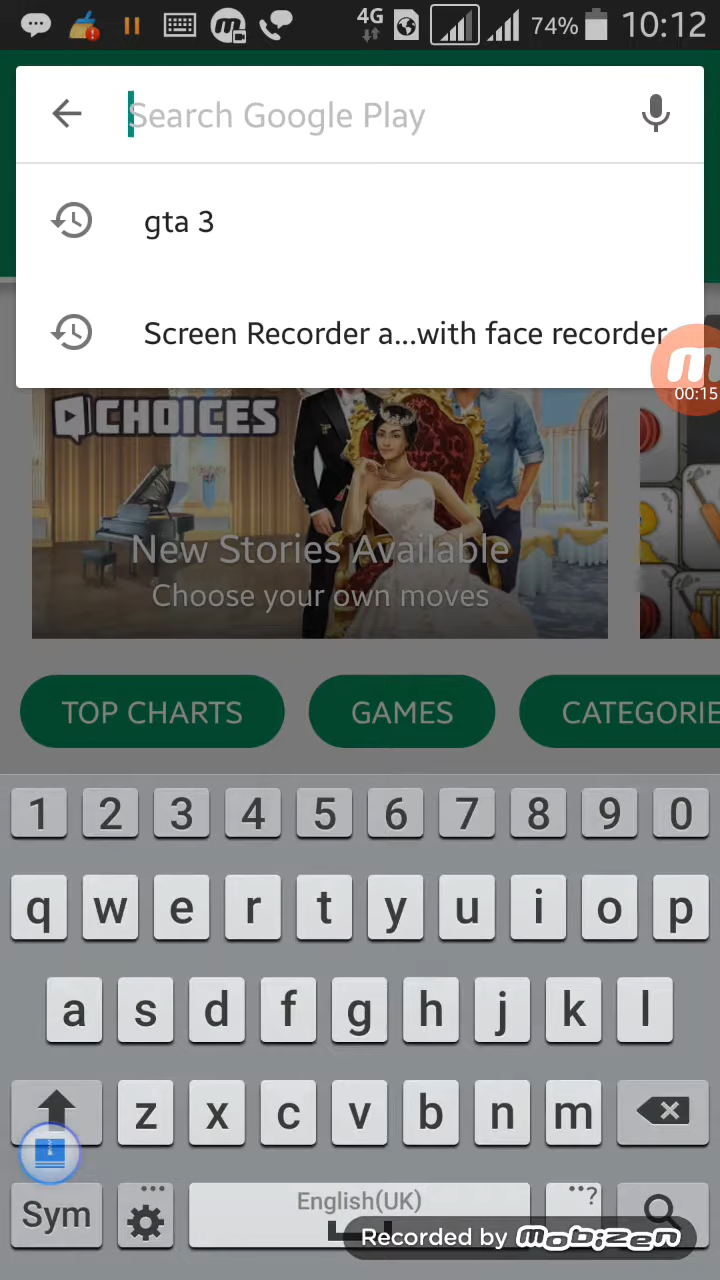 4G 74% 10:12
Search Google Play
gta 3
Screen Recorder a...with face recorder
00:15
CHOICES
New Stories Available
Choose your own moves
TOP CHARTS GAMES CATEGORIE
1 2 3 4 5 6 7 8 9 0
q w e r t y u i o p
a s d f g h j k l
z x c v b n m
Sym English(UK) ?
Recorded by mobizen